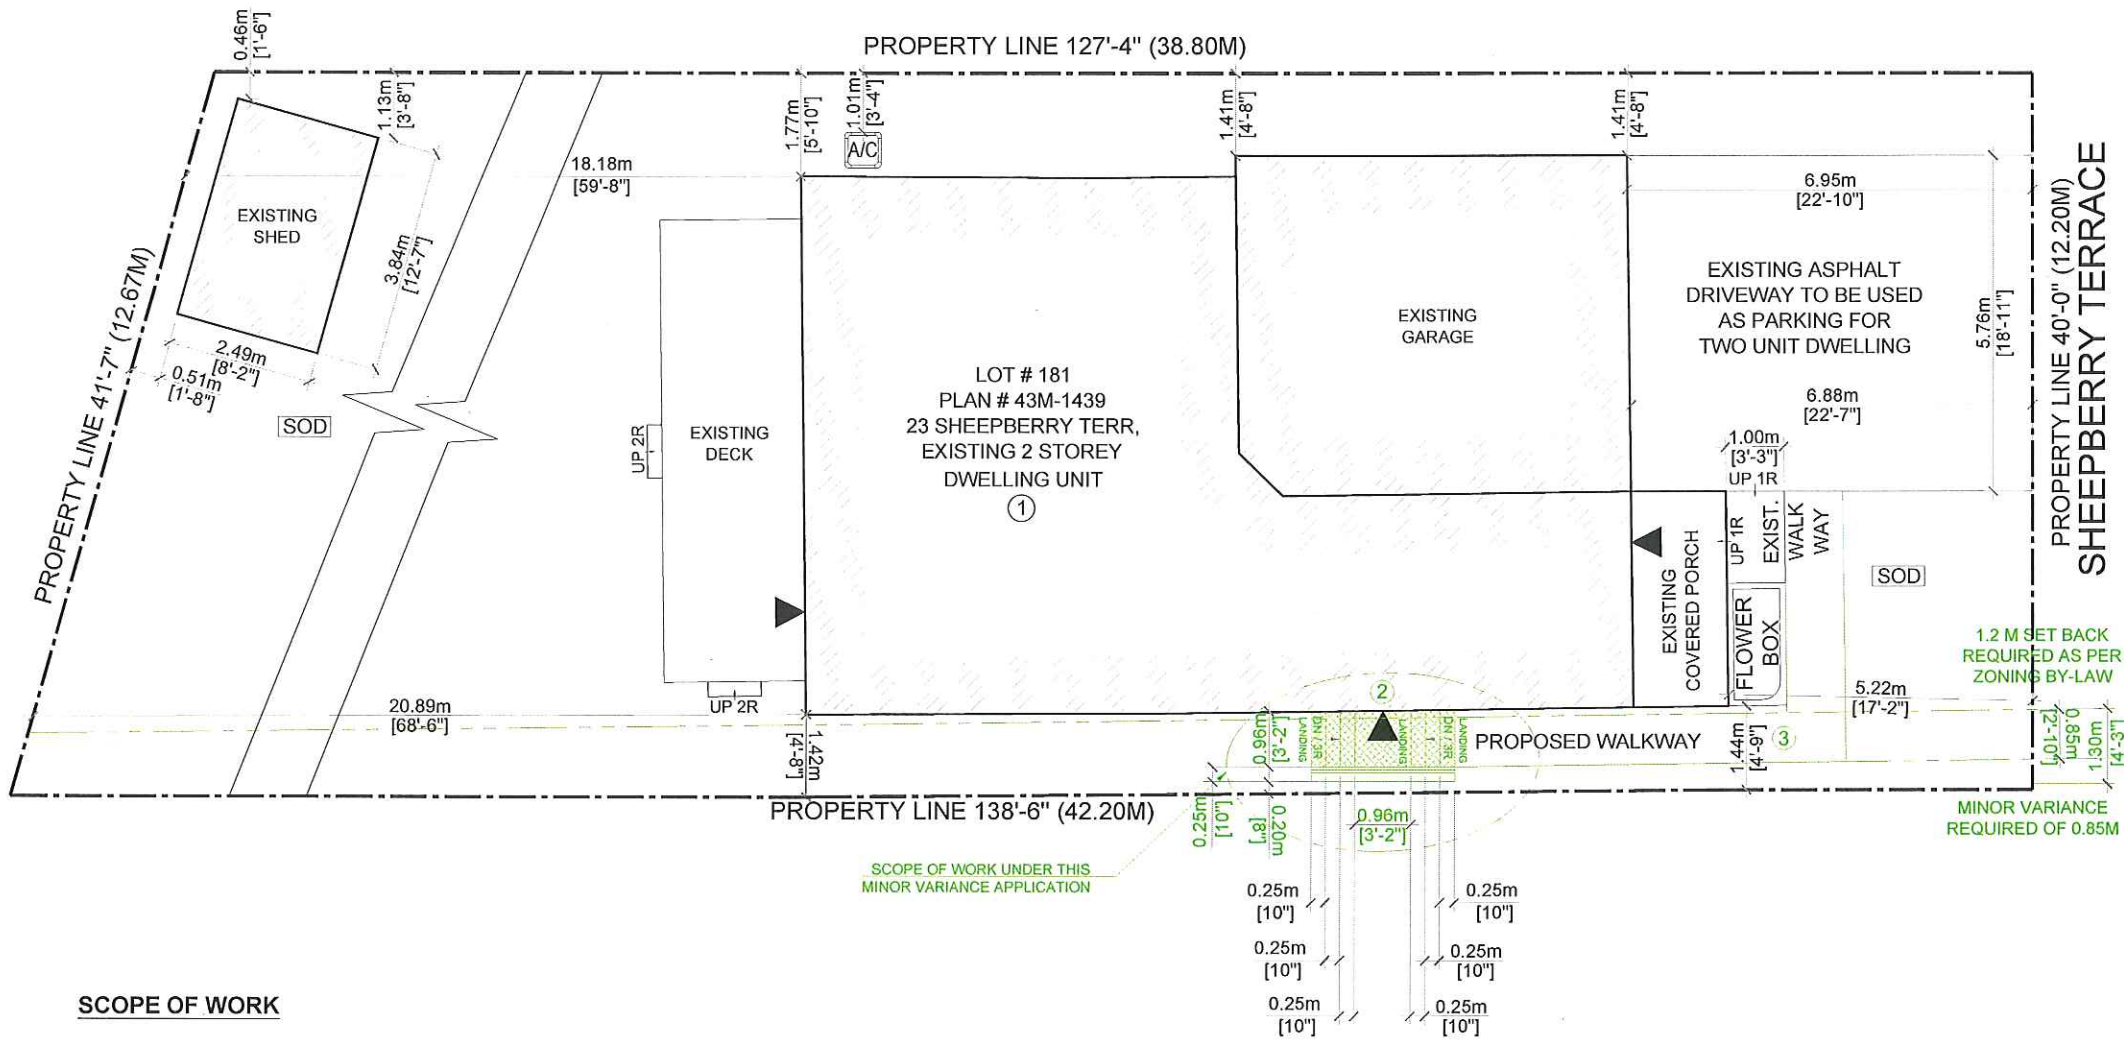 PROPERTY LINE 127'-4" (38.80M)
0.46m
[1'-6"]
1.13m
[3'-8"]
1.77m
[5'-10"]
1.01m
[3'-4"]
A/C
1.41m
[4'-8"]
1.41m
[4'-8"]
18.18m
[59'-8"]
6.95m
[22'-10"]
EXISTING
SHED
3.84m
[12'-7"]
2.49m
[8'-2"]
0.51m
[1'-8"]
PROPERTY LINE 41'-7" (12.67M)
SOD
UP 2R
EXISTING
DECK
UP 2R
LOT # 181
PLAN # 43M-1439
23 SHEEPBERRY TERR,
EXISTING 2 STOREY
DWELLING UNIT
1
EXISTING
GARAGE
EXISTING ASPHALT
DRIVEWAY TO BE USED
AS PARKING FOR
TWO UNIT DWELLING
5.76m
[18'-11"]
6.88m
[22'-7"]
PROPERTY LINE 40'-0" (12.20M)
SHEEPBERRY TERRACE
1.00m
[3'-3"]
UP 1R
UP 1R
EXIST.
WALK
WAY
SOD
EXISTING
COVERED PORCH
FLOWER
BOX
1.2 M SET BACK
REQUIRED AS PER
ZONING BY-LAW
5.22m
[17'-2"]
20.89m
[68'-6"]
1.42m
[4'-8"]
2
0.96m
[3'-2"]
LANDING
DN / 3R
LANDING
DN / 3R
LANDING
PROPOSED WALKWAY
1.44m
[4'-9"]
3
0.85m
[2'-10"]
1.30m
[4'-3"]
PROPERTY LINE 138'-6" (42.20M)
0.25m
[10"]
0.20m
[8"]
0.96m
[3'-2"]
MINOR VARIANCE
REQUIRED OF 0.85M
SCOPE OF WORK UNDER THIS
MINOR VARIANCE APPLICATION
0.25m
[10"]
0.25m
[10"]
0.25m
[10"]
0.25m
[10"]
0.25m
[10"]
0.25m
[10"]
SCOPE OF WORK